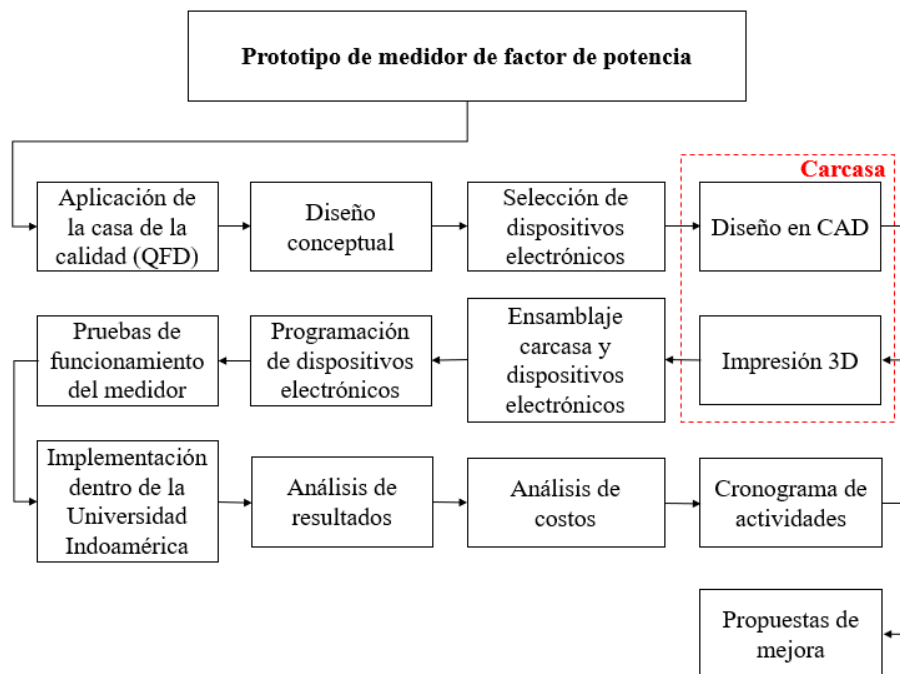 Prototipo de medidor de factor de potencia
Carcasa
Aplicación de
la casa de la
calidad (QFD)
Diseño
conceptual
Selección de
dispositivos
electrónicos
Diseño en CAD
Impresión 3D
Ensamblaje
carcasa y
dispositivos
electrónicos
Programación
de dispositivos
electrónicos
Pruebas de
funcionamiento
del medidor
Implementación
dentro de la
Universidad
Indoamérica
Análisis de
resultados
Análisis de
costos
Cronograma de
actividades
Propuestas de
mejora